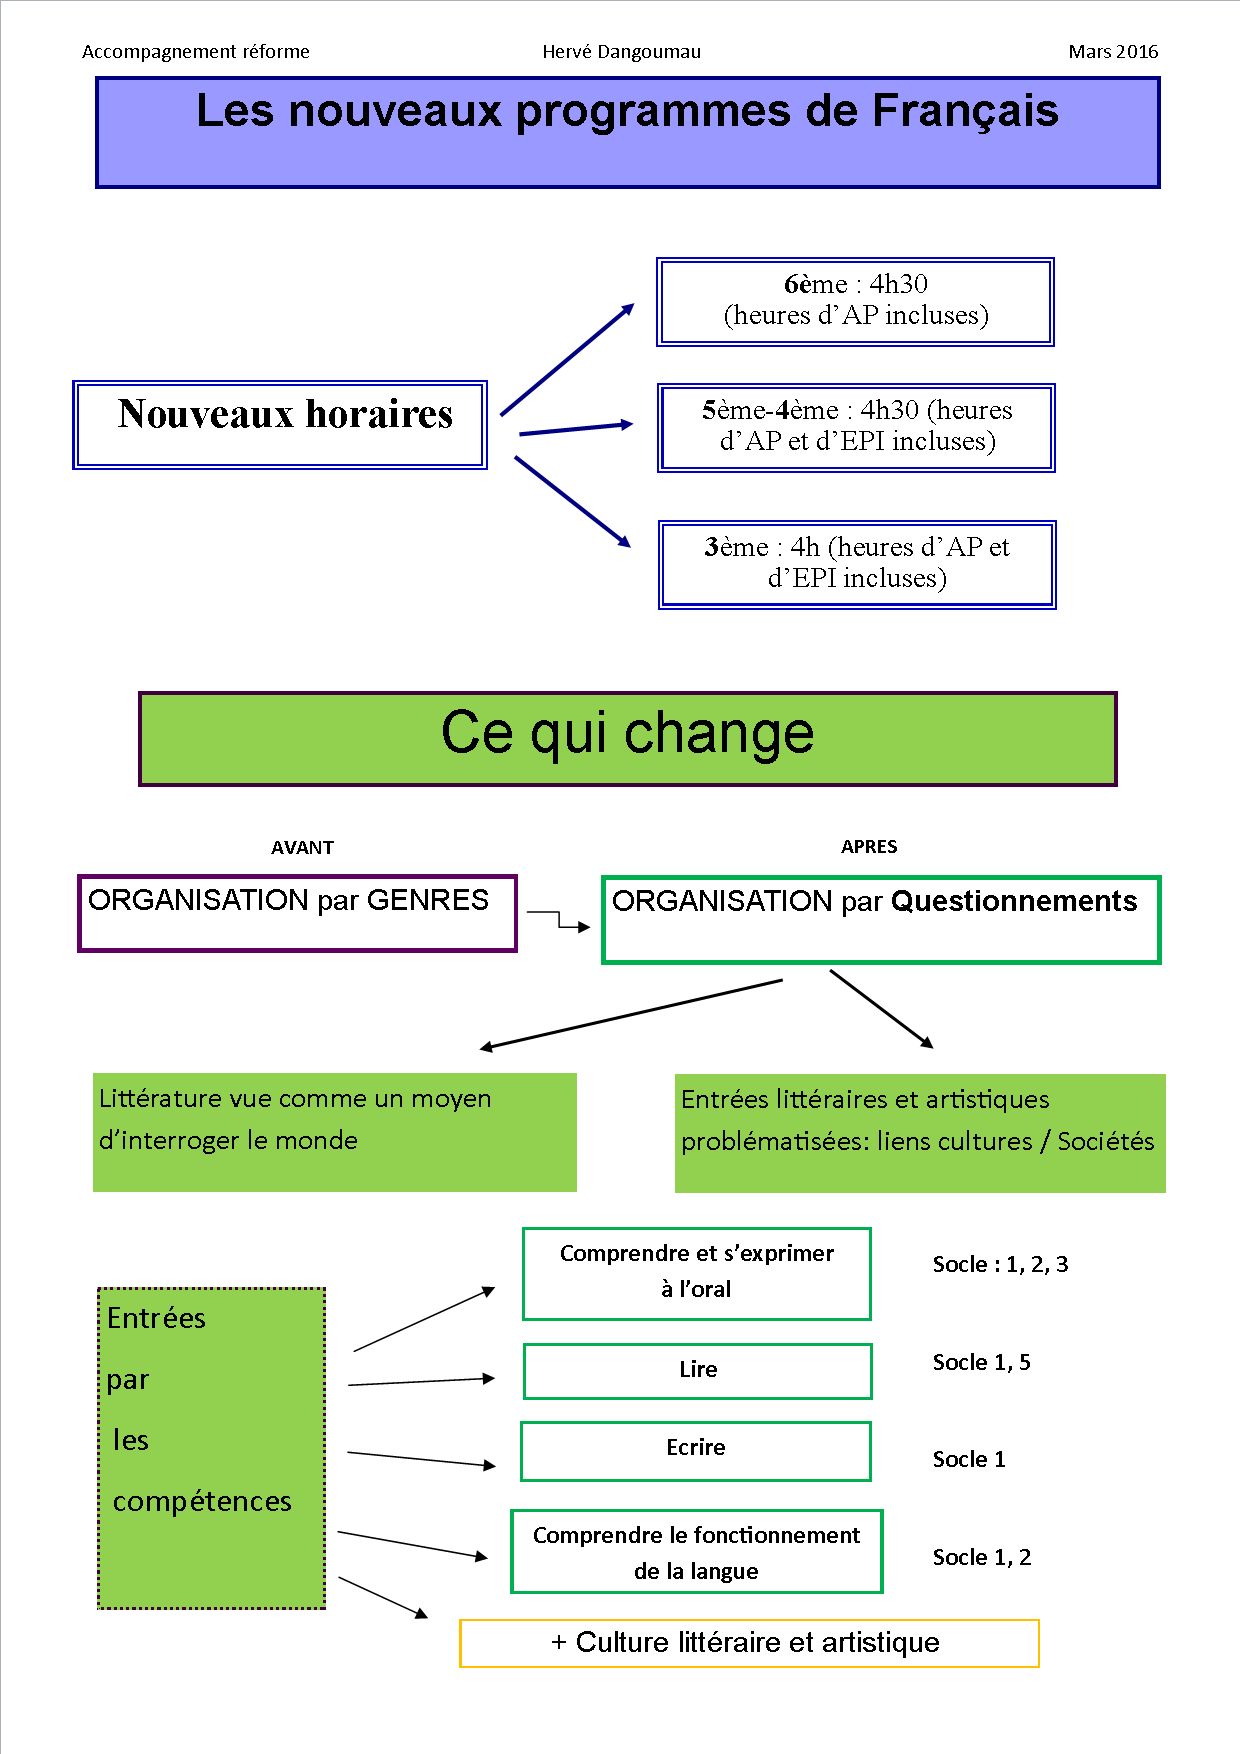 Accompagnement réforme Hervé Dangoumau Mars 2016
Les nouveaux programmes de Français
6ème : 4h30
(heures d’AP incluses)
Nouveaux horaires
5ème-4ème : 4h30 (heures
d’AP et d’EPI incluses)
3ème : 4h (heures d’AP et
d’EPI incluses)
Ce qui change
AVANT
APRES
ORGANISATION par GENRES
ORGANISATION par Questionnements
Littérature vue comme un moyen
d’interroger le monde
Entrées littéraires et artistiques
problématisées: liens cultures / Sociétés
Entrées
par
les
compétences
Comprendre et s’exprimer
à l’oral
Socle : 1, 2, 3
Lire
Socle 1, 5
Ecrire
Socle 1
Comprendre le fonctionnement
de la langue
Socle 1, 2
+ Culture littéraire et artistique